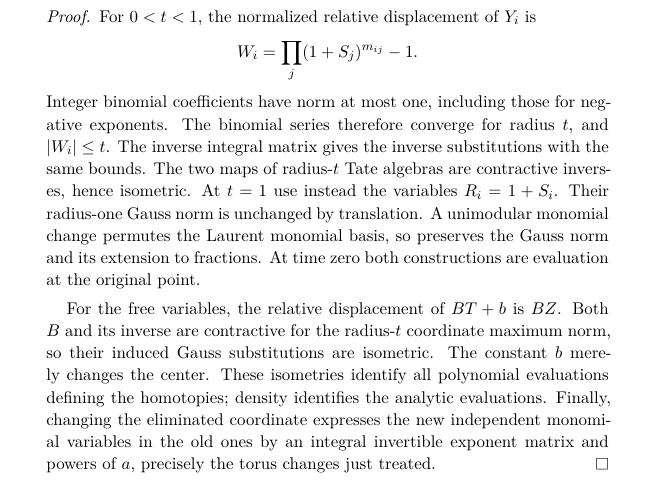 Proof. For 0 < t < 1, the normalized relative displacement of Y_i is
W_i = ∏_j (1 + S_j)^{m_{ij}} − 1.
Integer binomial coefficients have norm at most one, including those for neg-
ative exponents. The binomial series therefore converge for radius t, and
|W_i| ≤ t. The inverse integral matrix gives the inverse substitutions with the
same bounds. The two maps of radius-t Tate algebras are contractive invers-
es, hence isometric. At t = 1 use instead the variables R_i = 1 + S_i. Their
radius-one Gauss norm is unchanged by translation. A unimodular monomial
change permutes the Laurent monomial basis, so preserves the Gauss norm
and its extension to fractions. At time zero both constructions are evaluation
at the original point.
For the free variables, the relative displacement of BT + b is BZ. Both
B and its inverse are contractive for the radius-t coordinate maximum norm,
so their induced Gauss substitutions are isometric. The constant b mere-
ly changes the center. These isometries identify all polynomial evaluations
defining the homotopies; density identifies the analytic evaluations. Finally,
changing the eliminated coordinate expresses the new independent monomi-
al variables in the old ones by an integral invertible exponent matrix and
powers of a, precisely the torus changes just treated. □